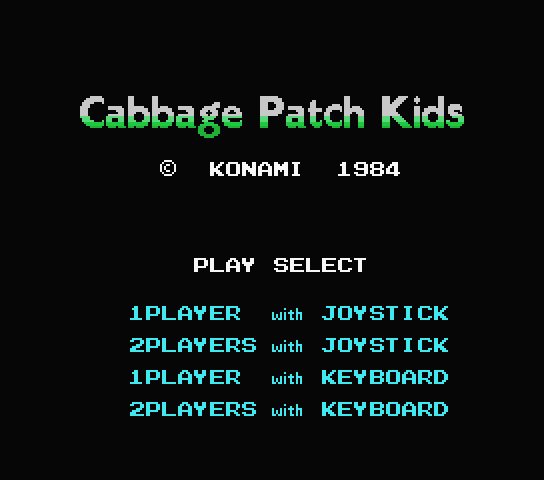 Cabbage Patch Kids
© KONAMI 1984
PLAY SELECT
1PLAYER with JOYSTICK
2PLAYERS with JOYSTICK
1PLAYER with KEYBOARD
2PLAYERS with KEYBOARD